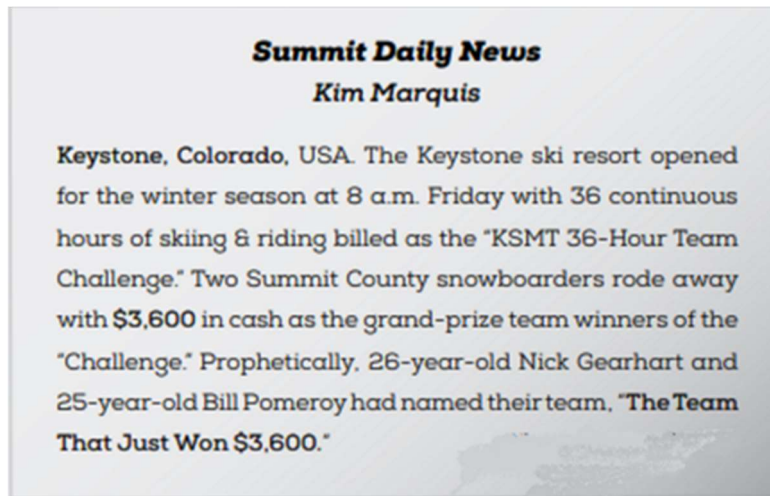 Summit Daily News
Kim Marquis
Keystone, Colorado, USA. The Keystone ski resort opened
for the winter season at 8 a.m. Friday with 36 continuous
hours of skiing & riding billed as the “KSMT 36-Hour Team
Challenge.” Two Summit County snowboarders rode away
with $3,600 in cash as the grand-prize team winners of the
“Challenge.” Prophetically, 26-year-old Nick Gearhart and
25-year-old Bill Pomeroy had named their team, “The Team
That Just Won $3,600.”